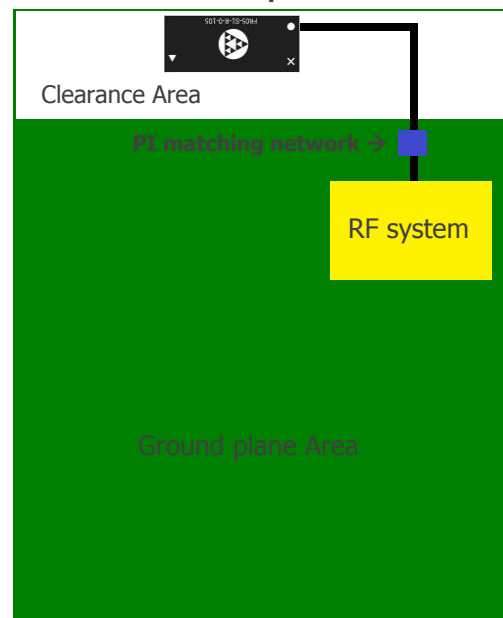 FR05-S1-R-0-105
Clearance Area
PI matching network →
RF system
Ground plane Area